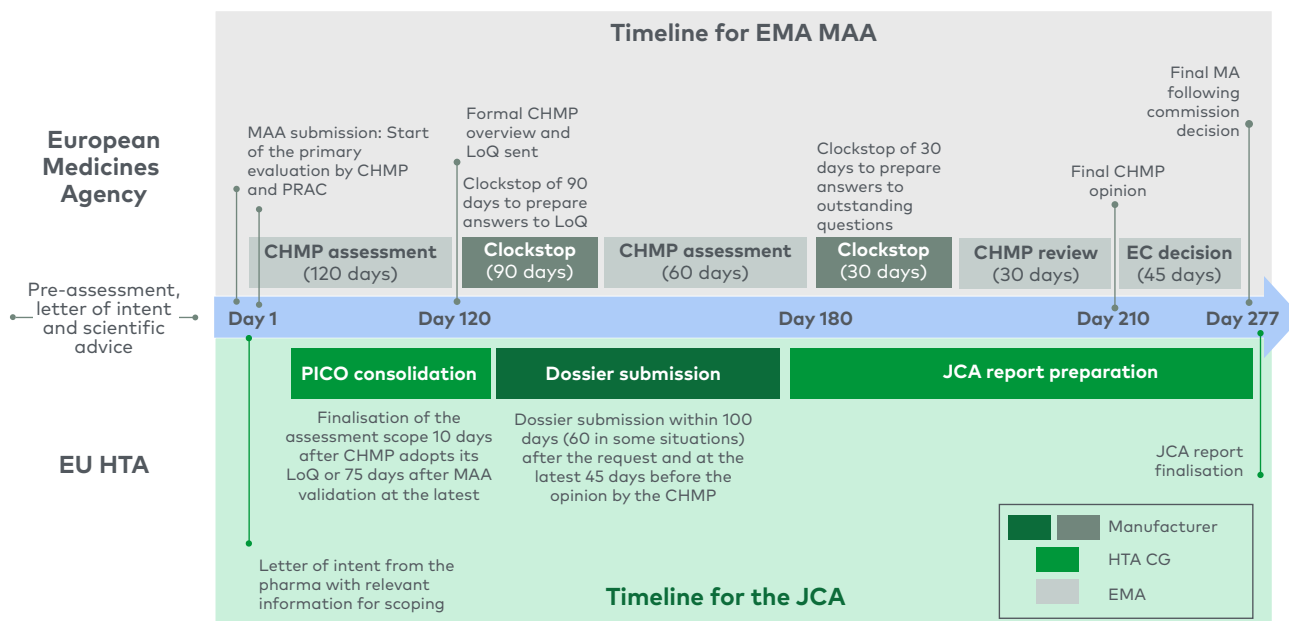 Timeline for EMA MAA
European
Medicines
Agency
MAA submission: Start
of the primary
evaluation by CHMP
and PRAC
Formal CHMP
overview and
LoQ sent
Clockstop of 90
days to prepare
answers to LoQ
Clockstop of 30
days to prepare
answers to
outstanding
questions
Final CHMP
opinion
Final MA
following
commission
decision
CHMP assessment
(120 days)
Clockstop
(90 days)
CHMP assessment
(60 days)
Clockstop
(30 days)
CHMP review
(30 days)
EC decision
(45 days)
Pre-assessment,
letter of intent
and scientific
advice
Day 1
Day 120
Day 180
Day 210
Day 277
PICO consolidation
Dossier submission
JCA report preparation
EU HTA
Finalisation of the
assessment scope 10 days
after CHMP adopts its
LoQ or 75 days after MAA
validation at the latest
Dossier submission within 100
days (60 in some situations)
after the request and at the
latest 45 days before the
opinion by the CHMP
JCA report
finalisation
Letter of intent from the
pharma with relevant
information for scoping
Timeline for the JCA
Manufacturer
HTA CG
EMA